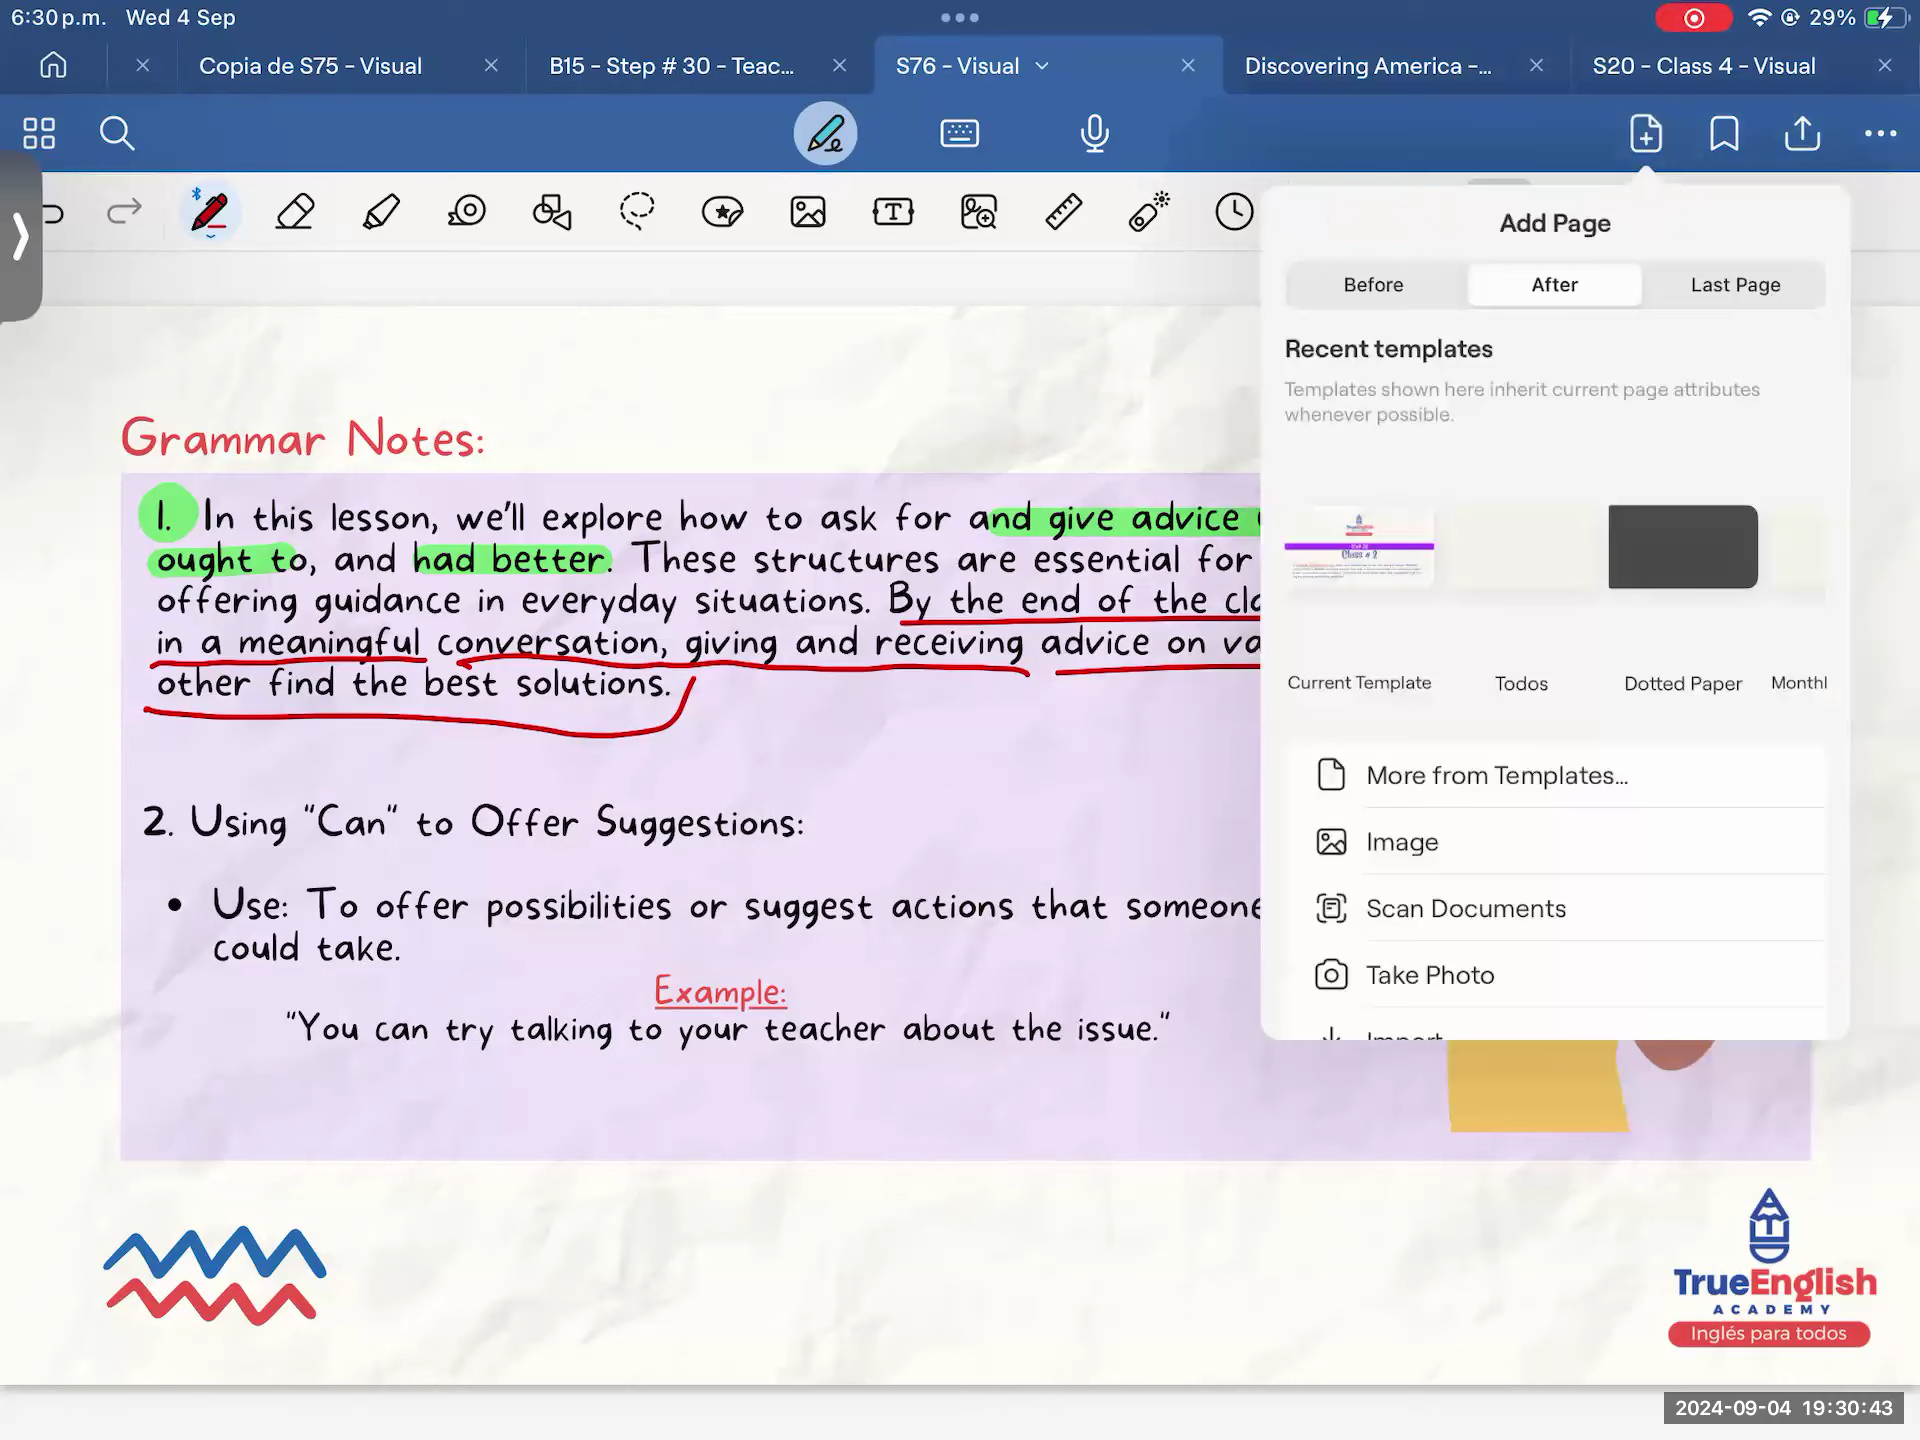 6:30 p.m. Wed 4 Sep
29%
Copia de S75 - Visual
B15 - Step # 30 - Teac...
S76 - Visual
Discovering America -...
S20 - Class 4 - Visual
Add Page
Before
After
Last Page
Recent templates
Templates shown here inherit current page attributes
whenever possible.
Class # 2
Current Template
Todos
Dotted Paper
Monthl
More from Templates...
Image
Scan Documents
Take Photo
Import
Grammar Notes:
1. In this lesson, we'll explore how to ask for and give advice
ought to, and had better. These structures are essential for
offering guidance in everyday situations. By the end of the cla
in a meaningful conversation, giving and receiving advice on va
other find the best solutions.
2. Using "Can" to Offer Suggestions:
• Use: To offer possibilities or suggest actions that someone
could take.
Example:
"You can try talking to your teacher about the issue."
TrueEnglish
ACADEMY
Inglés para todos
2024-09-04 19:30:43